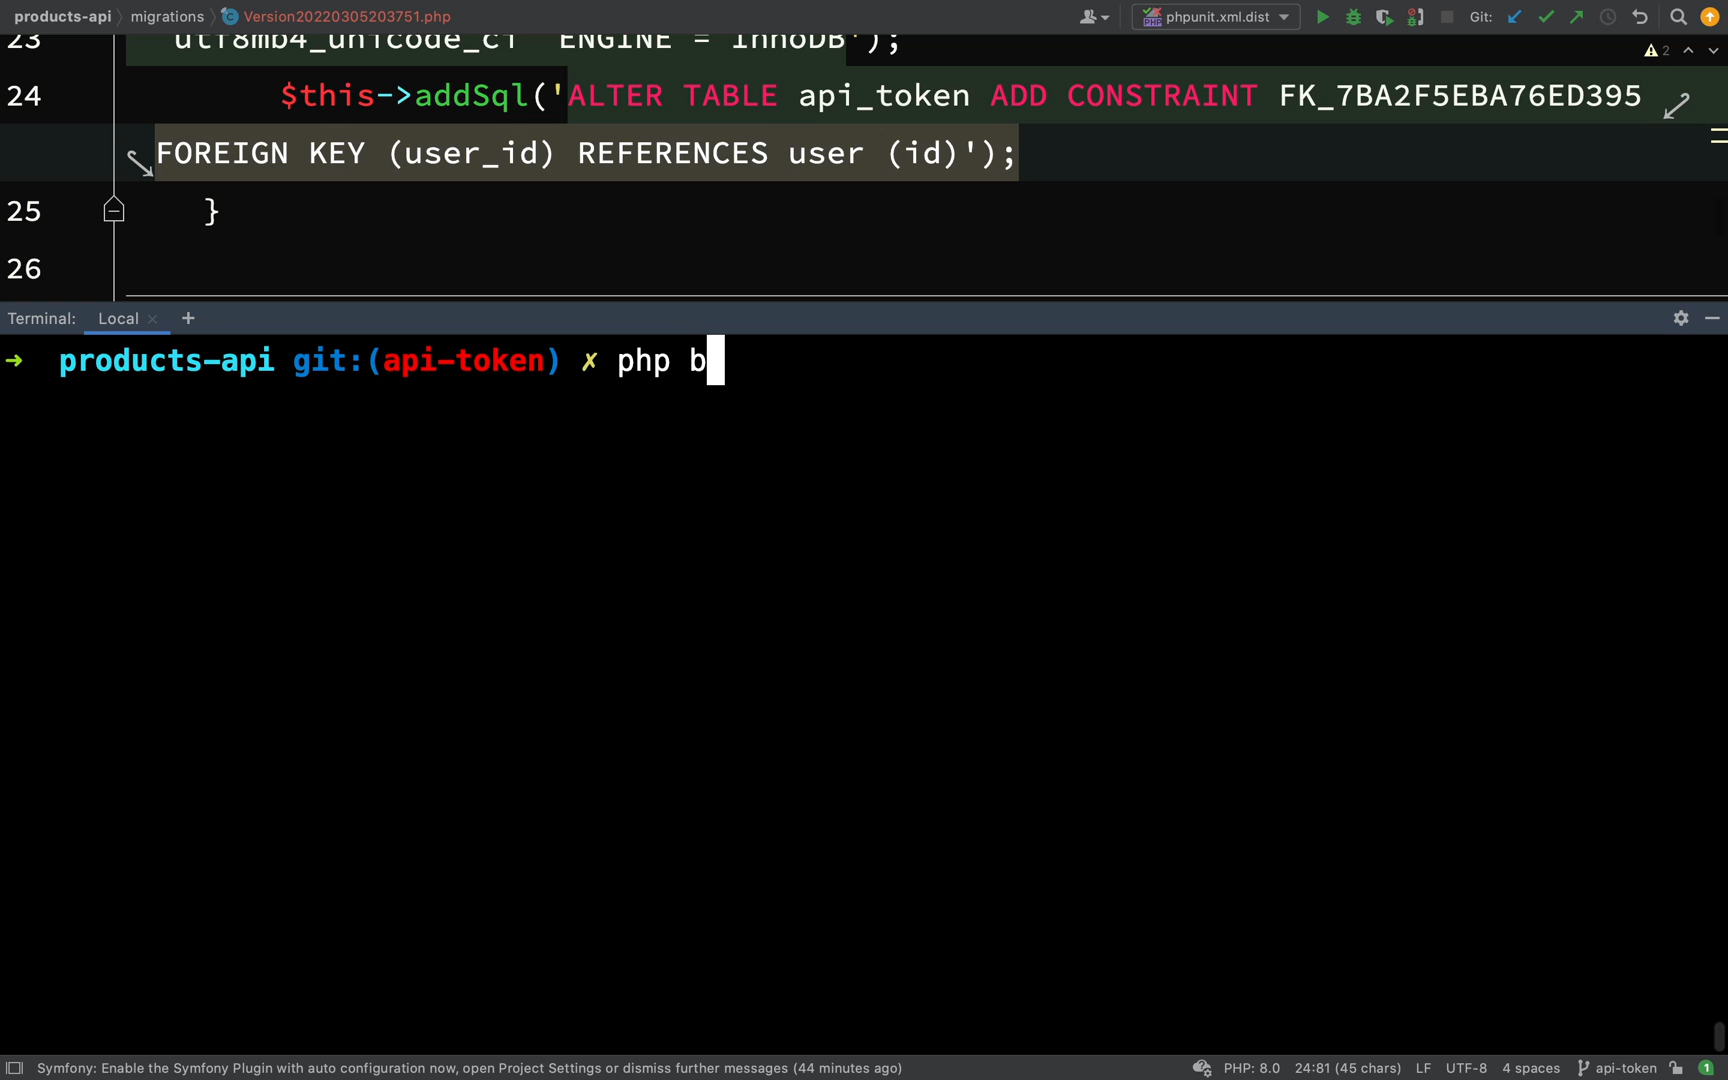 products-api migrations Version20220305203751.php phpunit.xml.dist Git:
23 utf8mb4_unicode_ci` ENGINE = InnoDB');
2
24 $this->addSql('ALTER TABLE api_token ADD CONSTRAINT FK_7BA2F5EBA76ED395
FOREIGN KEY (user_id) REFERENCES user (id)');
25 }
26
Terminal: Local × +
➜ products-api git:(api-token) ✗ php b
Symfony: Enable the Symfony Plugin with auto configuration now, open Project Settings or dismiss further messages (44 minutes ago) PHP: 8.0 24:81 (45 chars) LF UTF-8 4 spaces api-token 1